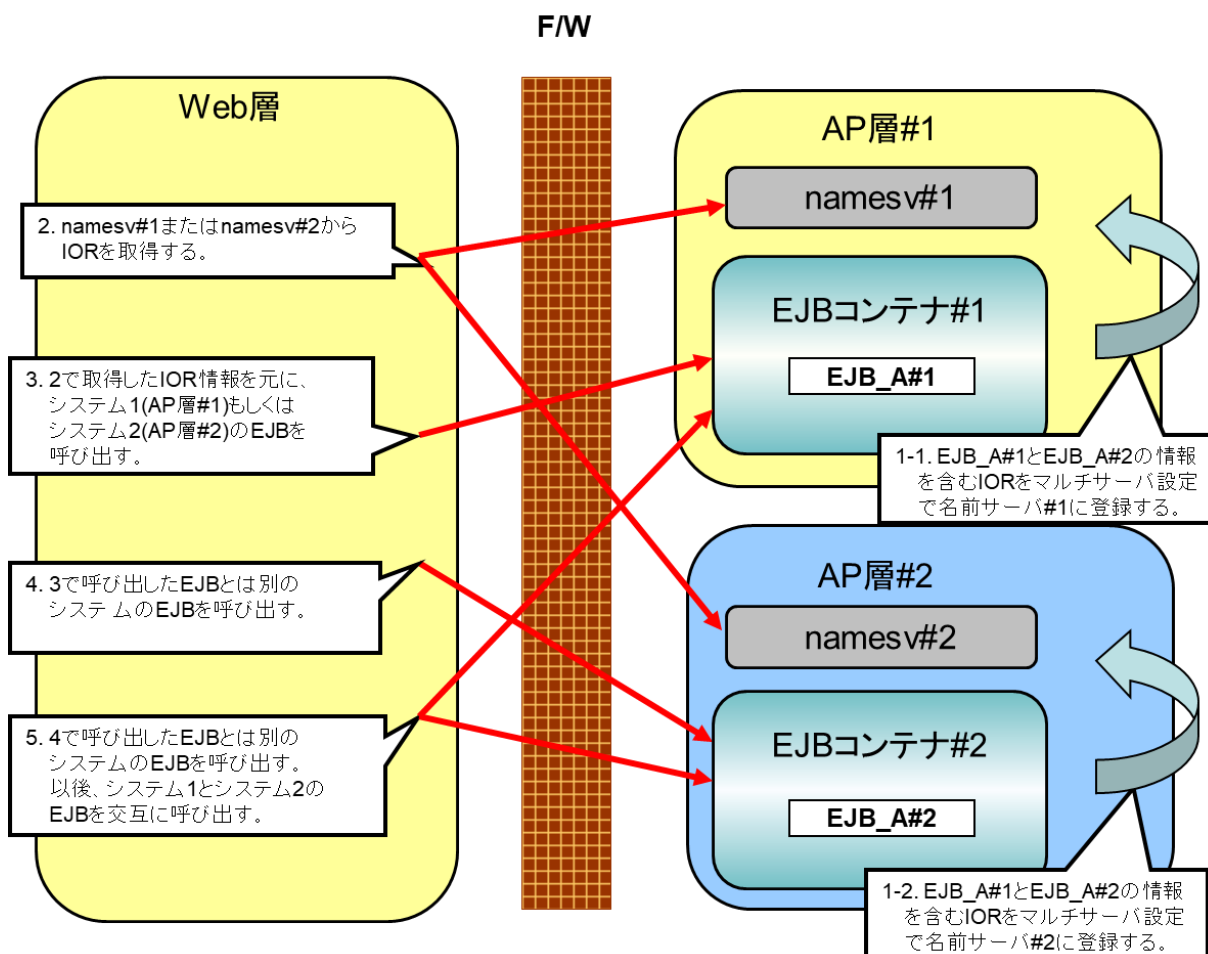 F/W
Web層
2. namesv#1またはnamesv#2から
IORを取得する。
3. 2で取得したIOR情報を元に、
システム1(AP層#1)もしくは
システム2(AP層#2)のEJBを
呼び出す。
4. 3で呼び出したEJBとは別の
システムのEJBを呼び出す。
5. 4で呼び出したEJBとは別の
システムのEJBを呼び出す。
以後、システム1とシステム2の
EJBを交互に呼び出す。
AP層#1
namesv#1
EJBコンテナ#1
EJB_A#1
1-1. EJB_A#1とEJB_A#2の情報
を含むIORをマルチサーバ設定
で名前サーバ#1に登録する。
AP層#2
namesv#2
EJBコンテナ#2
EJB_A#2
1-2. EJB_A#1とEJB_A#2の情報
を含むIORをマルチサーバ設定
で名前サーバ#2に登録する。